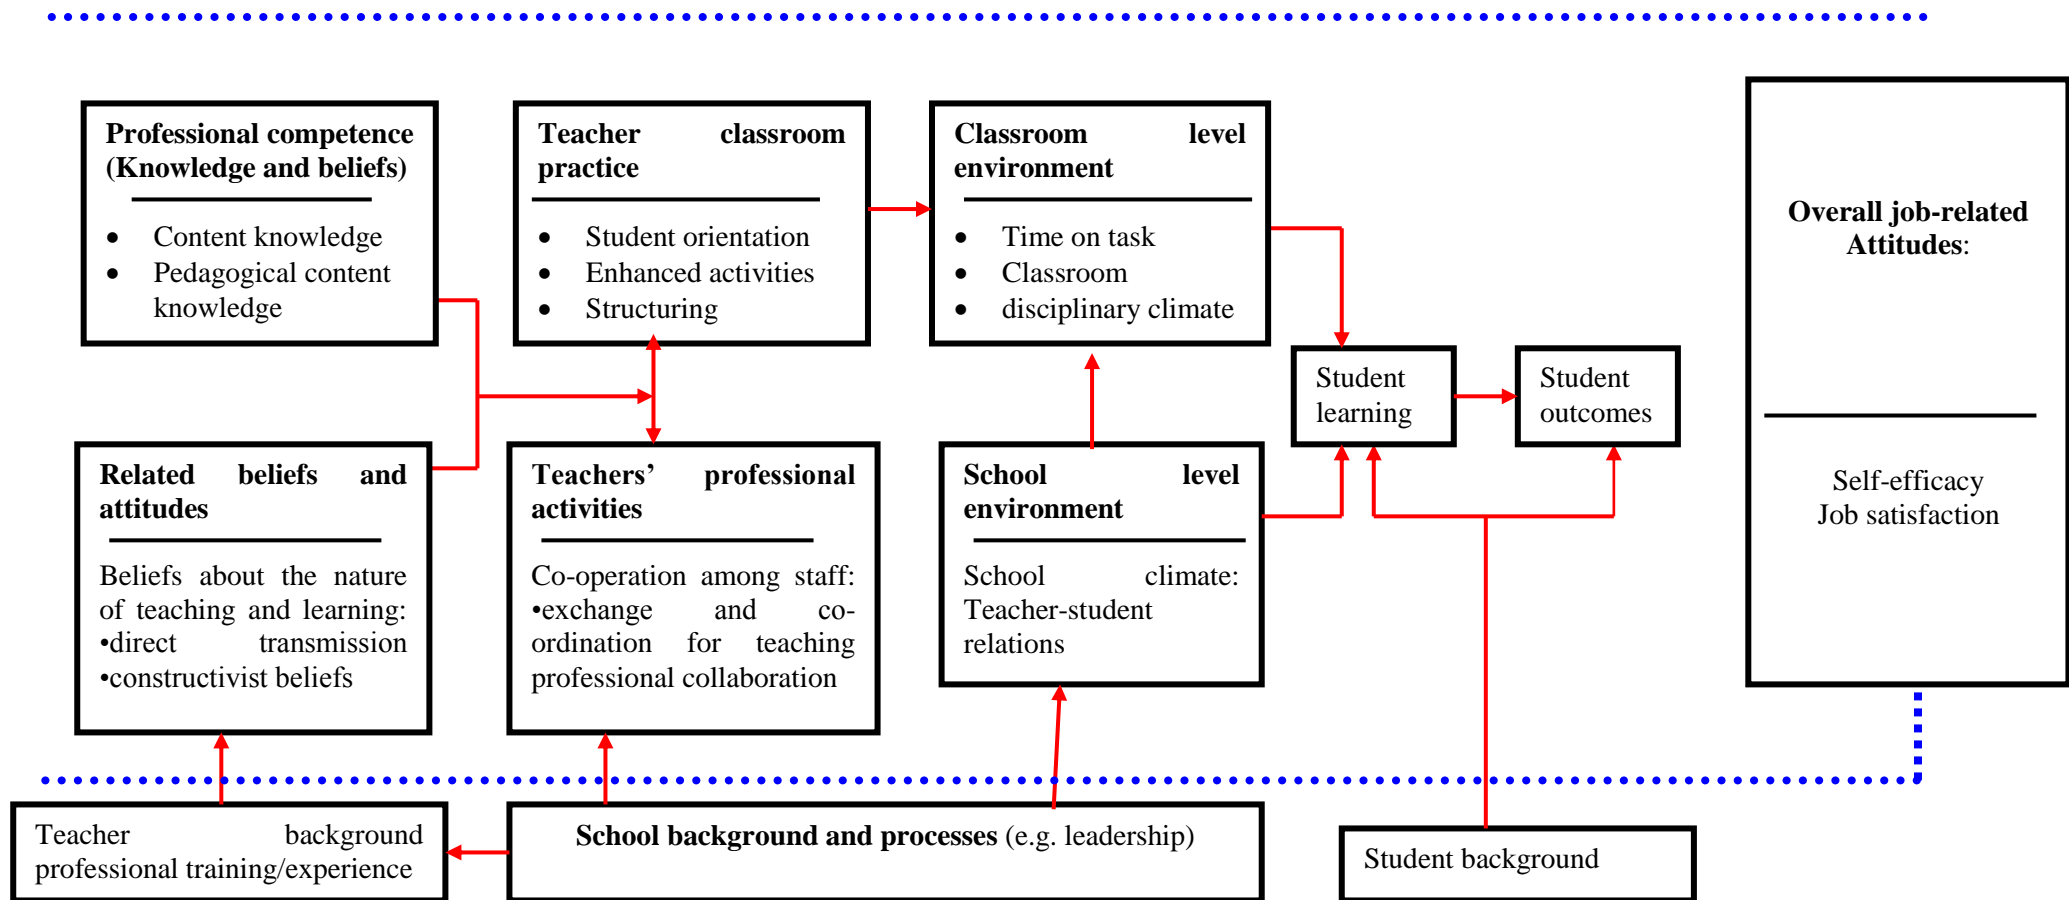 Professional competence
(Knowledge and beliefs)
• Content knowledge
• Pedagogical content
knowledge
Teacher classroom
practice
• Student orientation
• Enhanced activities
• Structuring
Classroom level
environment
• Time on task
• Classroom
• disciplinary climate
Overall job-related
Attitudes:
Self-efficacy
Job satisfaction
Student
learning
Student
outcomes
Related beliefs and
attitudes
Beliefs about the nature
of teaching and learning:
•direct transmission
•constructivist beliefs
Teachers’ professional
activities
Co-operation among staff:
•exchange and co-
ordination for teaching
professional collaboration
School level
environment
School climate:
Teacher-student
relations
Teacher background
professional training/experience
School background and processes (e.g. leadership)
Student background